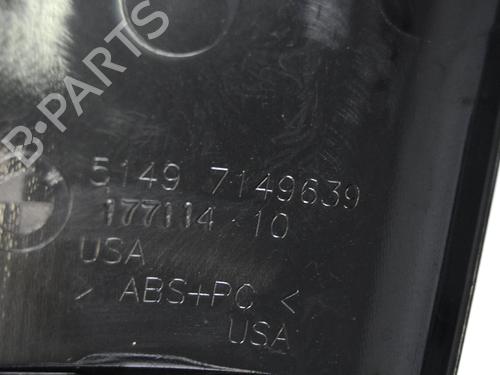 B-PARTS
5149 7149639
177114-10
USA
> ABS+PC <
USA